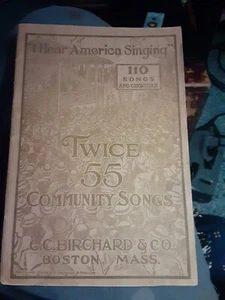 "I Hear America Singing"
110
SONGS
AND CHORUSES
TWICE
55
COMMUNITY SONGS
C.C. BIRCHARD & CO.
BOSTON, MASS.